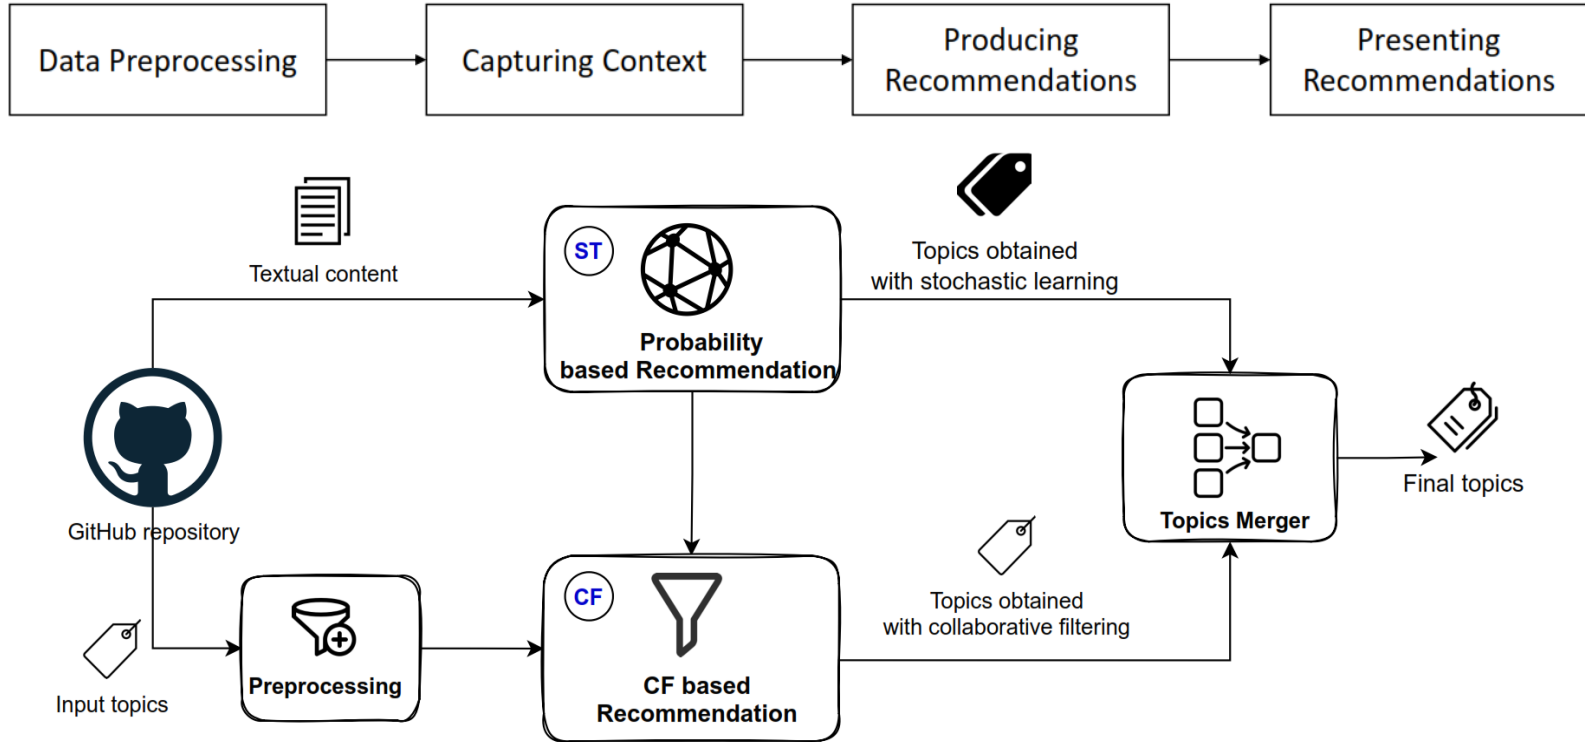 Data Preprocessing
Capturing Context
Producing
Recommendations
Presenting
Recommendations
Textual content
ST
Probability
based Recommendation
Topics obtained
with stochastic learning
GitHub repository
Topics Merger
Final topics
Input topics
Preprocessing
CF
CF based
Recommendation
Topics obtained
with collaborative filtering